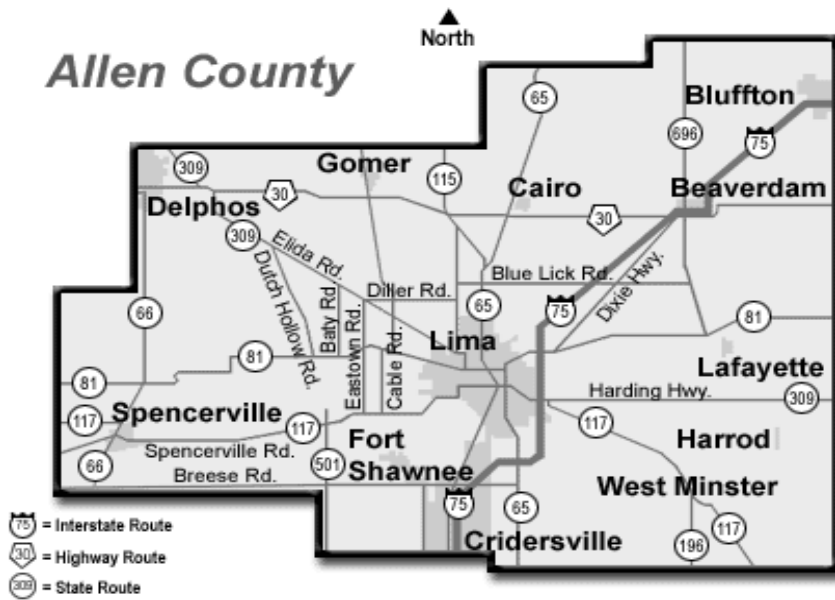 North
Allen County
65
Bluffton
696
75
309
Gomer
115
Cairo
Beaverdam
30
Delphos
30
309
Elida Rd.
Blue Lick Rd.
Dixie Hwy.
Dutch Hollow Rd.
Baty Rd.
Diller Rd.
66
65
75
81
Eastown Rd.
Cable Rd.
Lima
81
Lafayette
81
Harding Hwy.
309
117
Spencerville
117
117
Spencerville Rd.
Fort
Shawnee
Harrod
66
Breese Rd.
501
West Minster
75
65
75 = Interstate Route
Cridersville
196
117
30 = Highway Route
309 = State Route